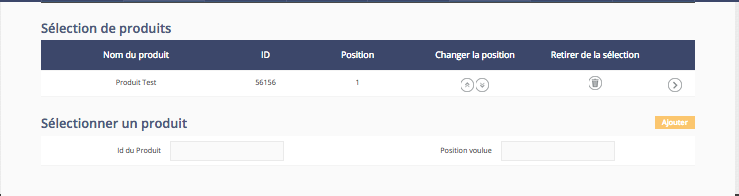 Sélection de produits
Nom du produit ID Position Changer la position Retirer de la sélection
Produit Test 56156 1
Sélectionner un produit Ajouter
Id du Produit Position voulue